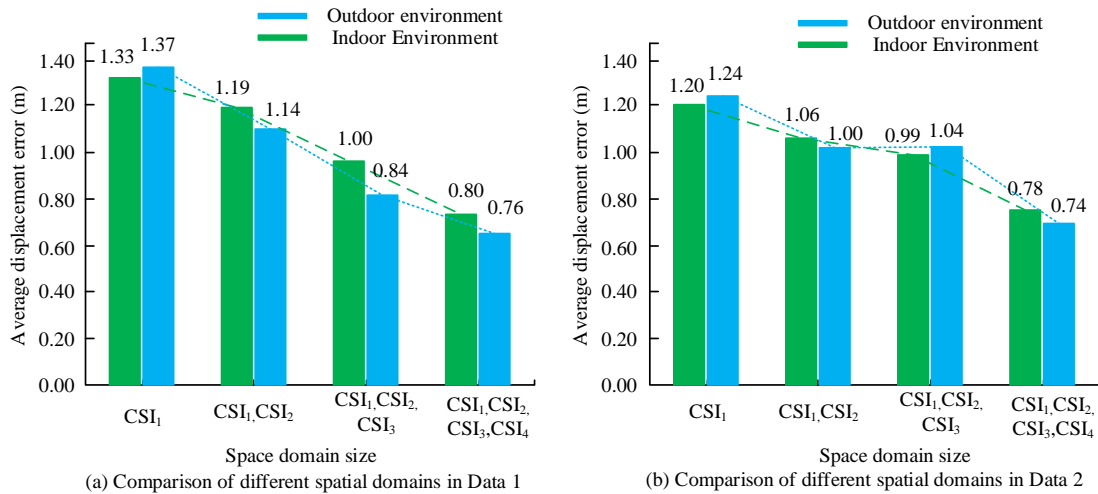 Outdoor environment
Indoor Environment
Average displacement error (m)
1.40
1.20
1.00
0.80
0.60
0.40
0.20
0.00
1.33
1.37
1.19
1.14
1.00
0.84
0.80
0.76
CSI₁
CSI₁,CSI₂
CSI₁,CSI₂,
CSI₃
CSI₁,CSI₂,
CSI₃,CSI₄
Space domain size
(a) Comparison of different spatial domains in Data 1
Outdoor environment
Indoor Environment
Average displacement error (m)
1.40
1.20
1.00
0.80
0.60
0.40
0.20
0.00
1.20
1.24
1.06
1.00
0.99
1.04
0.78
0.74
CSI₁
CSI₁,CSI₂
CSI₁,CSI₂,
CSI₃
CSI₁,CSI₂,
CSI₃,CSI₄
Space domain size
(b) Comparison of different spatial domains in Data 2